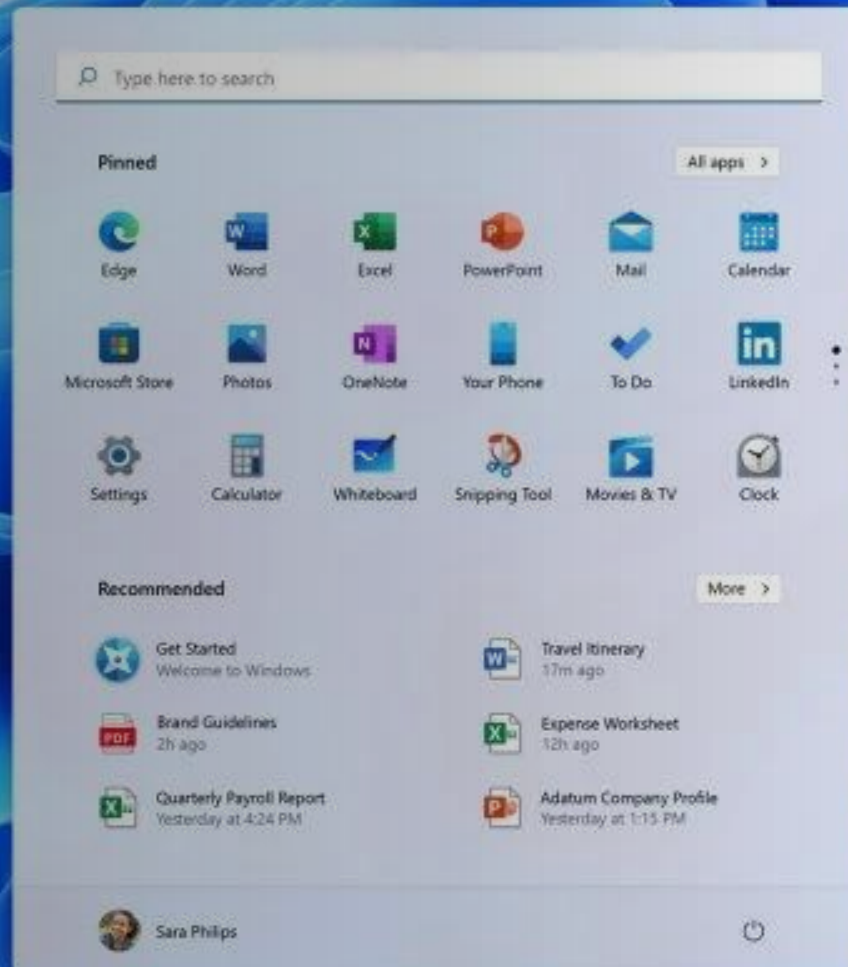 Type here to search
Pinned
All apps >
Edge
Word
Excel
PowerPoint
Mail
Calendar
Microsoft Store
Photos
OneNote
Your Phone
To Do
LinkedIn
Settings
Calculator
Whiteboard
Snipping Tool
Movies & TV
Clock
Recommended
More >
Get Started
Welcome to Windows
Travel Itinerary
17m ago
Brand Guidelines
2h ago
Expense Worksheet
12h ago
Quarterly Payroll Report
Yesterday at 4:24 PM
Adatum Company Profile
Yesterday at 1:15 PM
Sara Philips